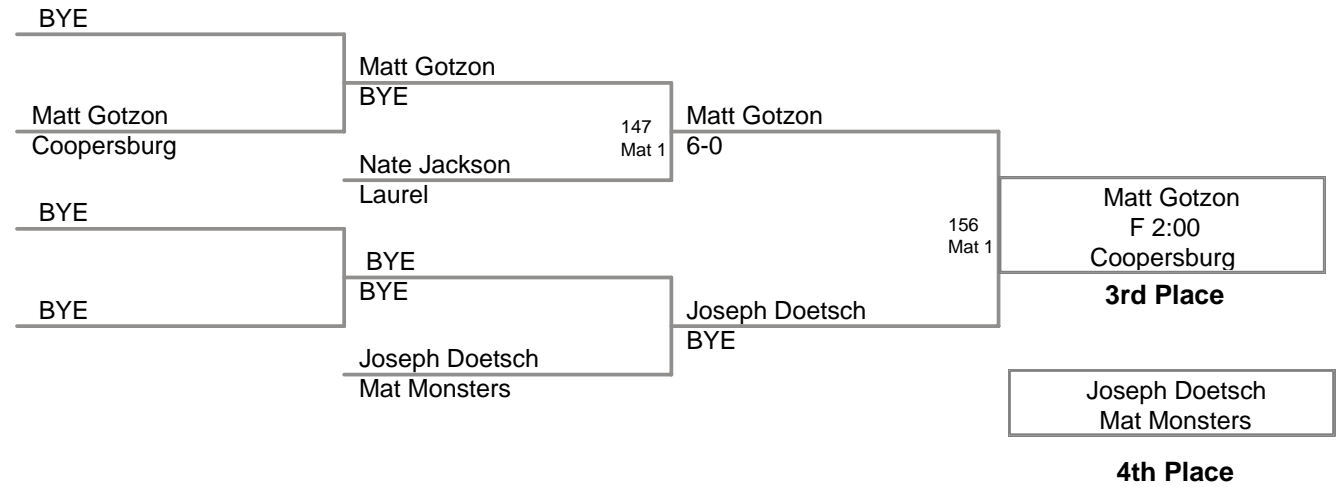 BYE
Matt Gotzon
BYE
Matt Gotzon
Coopersburg
147
Mat 1
Matt Gotzon
6-0
Nate Jackson
Laurel
BYE
156
Mat 1
Matt Gotzon
F 2:00
Coopersburg
3rd Place
BYE
BYE
BYE
Joseph Doetsch
BYE
Joseph Doetsch
Mat Monsters
Joseph Doetsch
Mat Monsters
4th Place